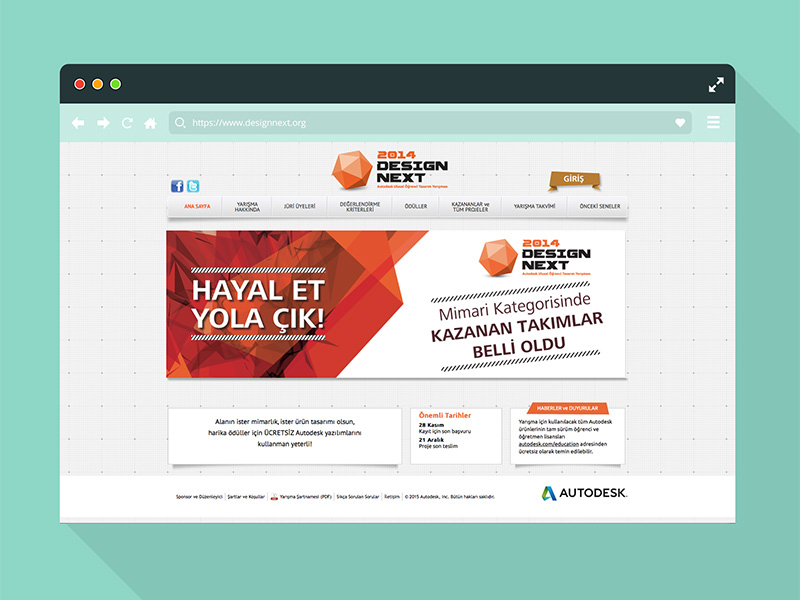 https://www.designnext.org
2014
DESIGN
NEXT
Autodesk Ulusal Öğrenci Tasarım Yarışması
GİRİŞ
ANA SAYFA
YARIŞMA
HAKKINDA
JÜRİ ÜYELERİ
DEĞERLENDİRME
KRİTERLERİ
ÖDÜLLER
KAZANANLAR ve
TÜM PROJELER
YARIŞMA TAKVİMİ
ÖNCEKİ SENELER
HAYAL ET
YOLA ÇIK!
2014
DESIGN
NEXT
Autodesk Ulusal Öğrenci Tasarım Yarışması
Mimari Kategorisinde
KAZANAN TAKIMLAR
BELLİ OLDU
Alanın ister mimarlık, ister ürün tasarımı olsun,
harika ödüller için ÜCRETSİZ Autodesk yazılımlarını
kullanman yeterli!
Önemli Tarihler
28 Kasım
Kayıt için son başvuru
21 Aralık
Proje son teslim
HABERLER ve DUYURULAR
Yarışma için kullanılacak tüm Autodesk
ürünlerinin tam sürüm öğrenci ve
öğretmen lisansları
autodesk.com/education adresinden
ücretsiz olarak temin edilebilir.
Sponsor ve Düzenleyici | Şartlar ve Koşullar | Yarışma Şartnamesi (PDF) | Sıkça Sorulan Sorular | İletişim | © 2015 Autodesk, Inc. Bütün hakları saklıdır.
AUTODESK.